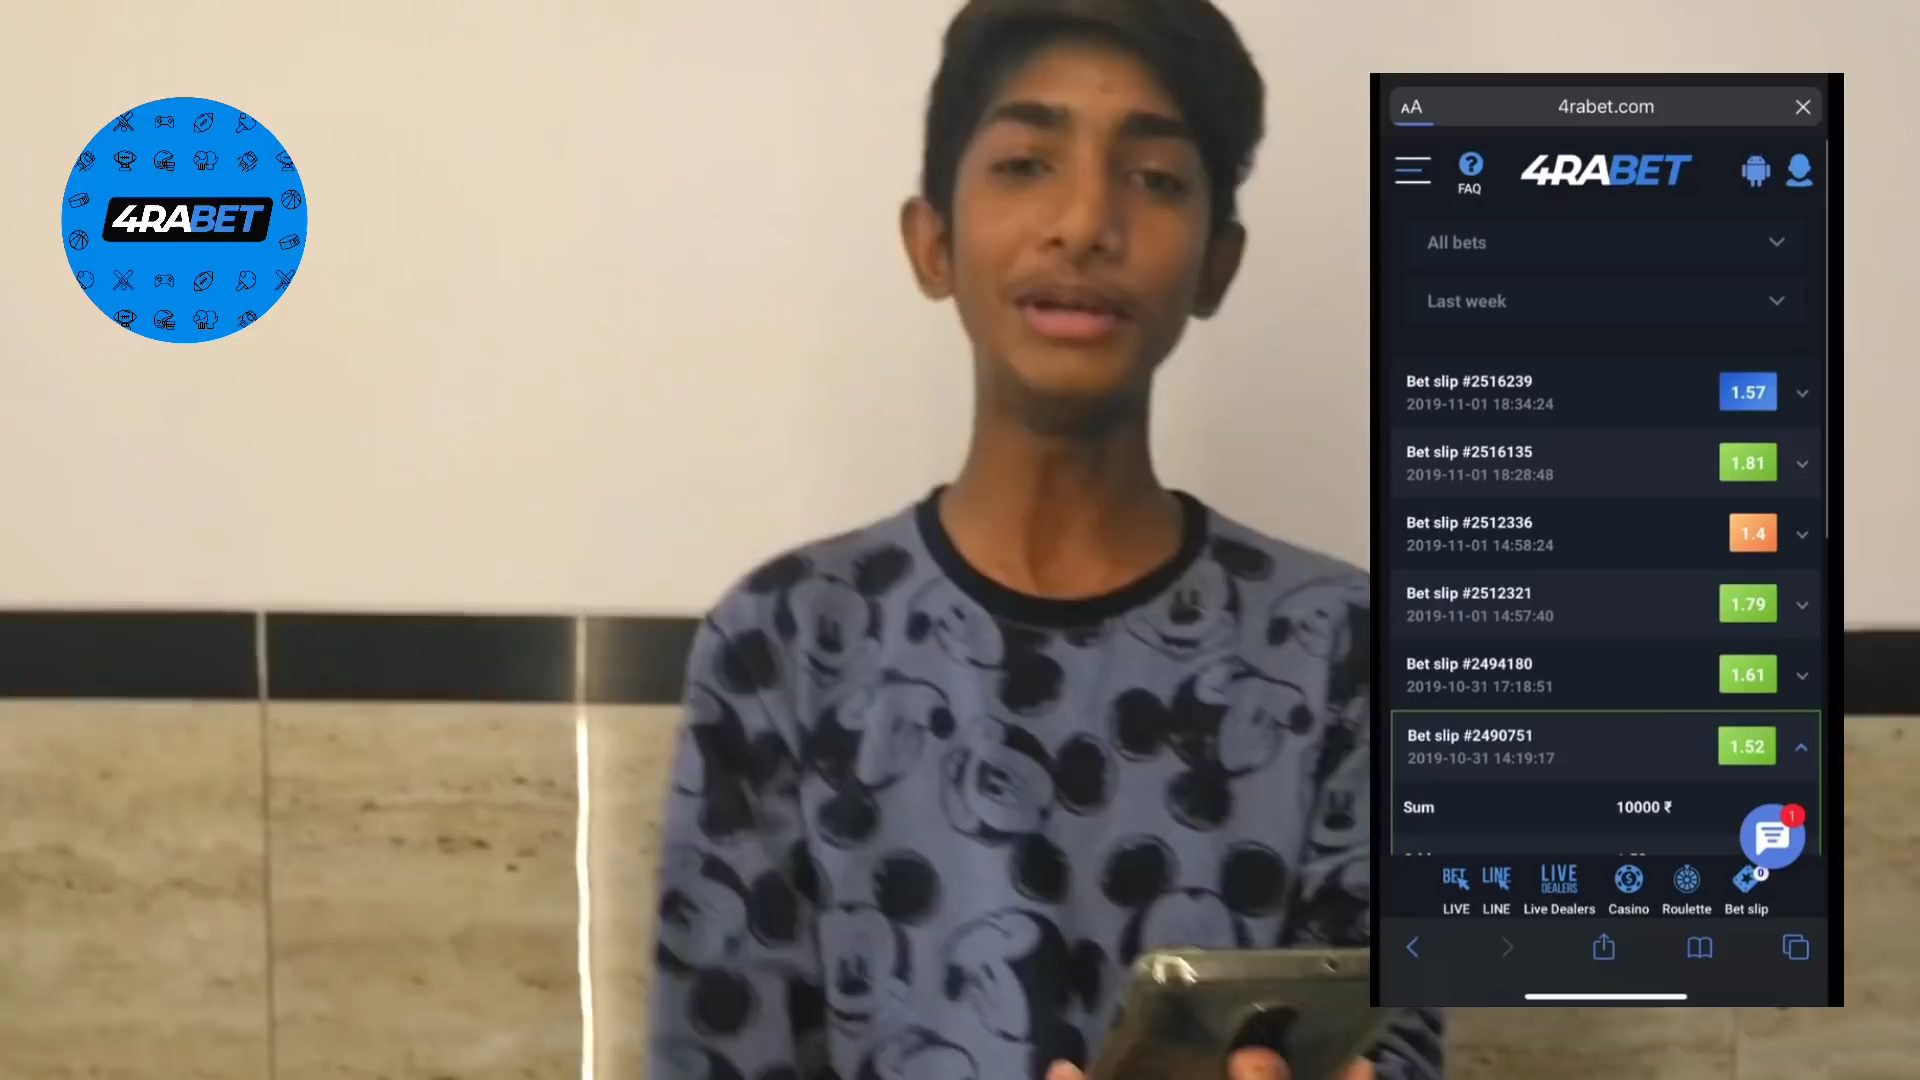 4RABET
AA
4rabet.com
FAQ
4RABET
All bets
Last week
Bet slip #2516239
1.57
2019-11-01 18:34:24
Bet slip #2516135
1.81
2019-11-01 18:28:48
Bet slip #2512336
1.4
2019-11-01 14:58:24
Bet slip #2512321
1.79
2019-11-01 14:57:40
Bet slip #2494180
1.61
2019-10-31 17:18:51
Bet slip #2490751
1.52
2019-10-31 14:19:17
Sum 10000 ₹
1
BET LINE LIVE DEALERS 0
LIVE LINE Live Dealers Casino Roulette Bet slip